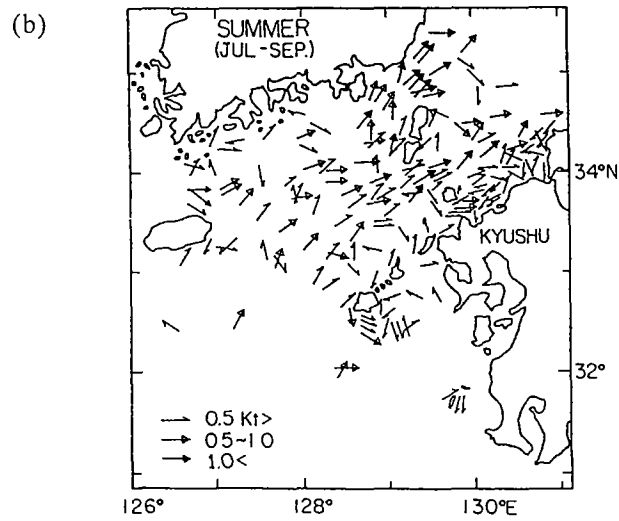 (b)
SUMMER
(JUL-SEP.)
34°N
KYUSHU
32°
0.5 Kt>
0.5~1.0
1.0<
126°
128°
130°E